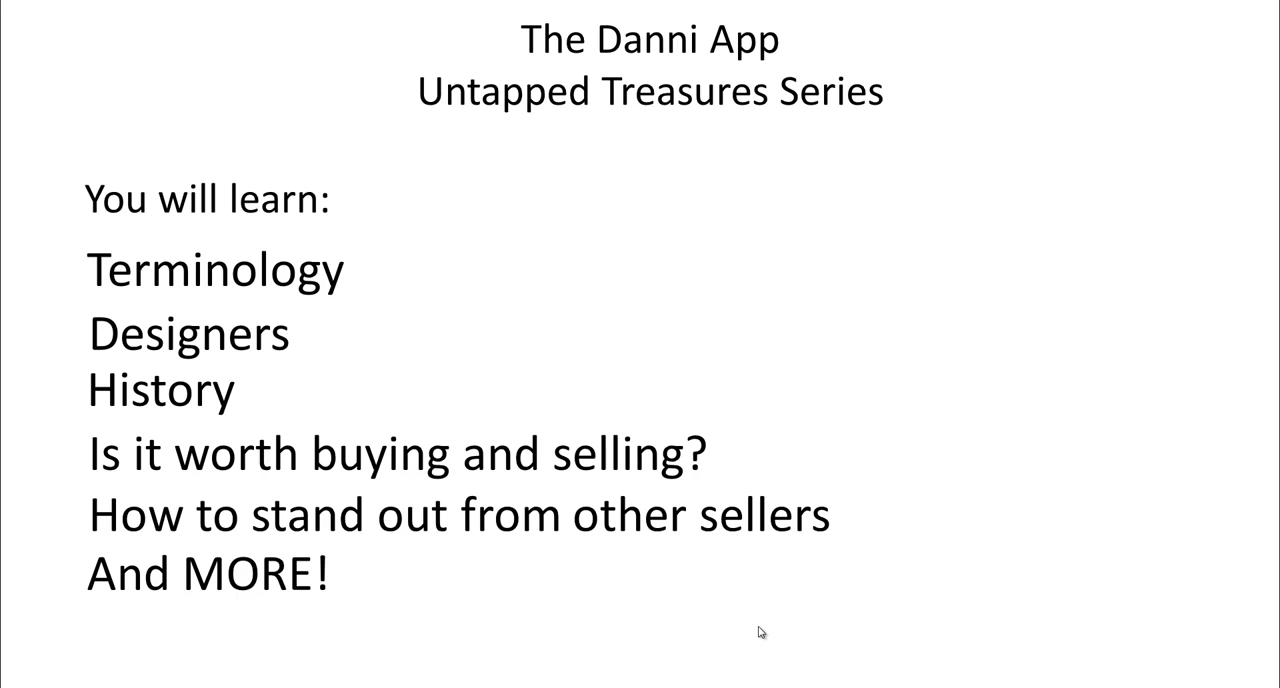 The Danni App
Untapped Treasures Series
You will learn:
Terminology
Designers
History
Is it worth buying and selling?
How to stand out from other sellers
And MORE!